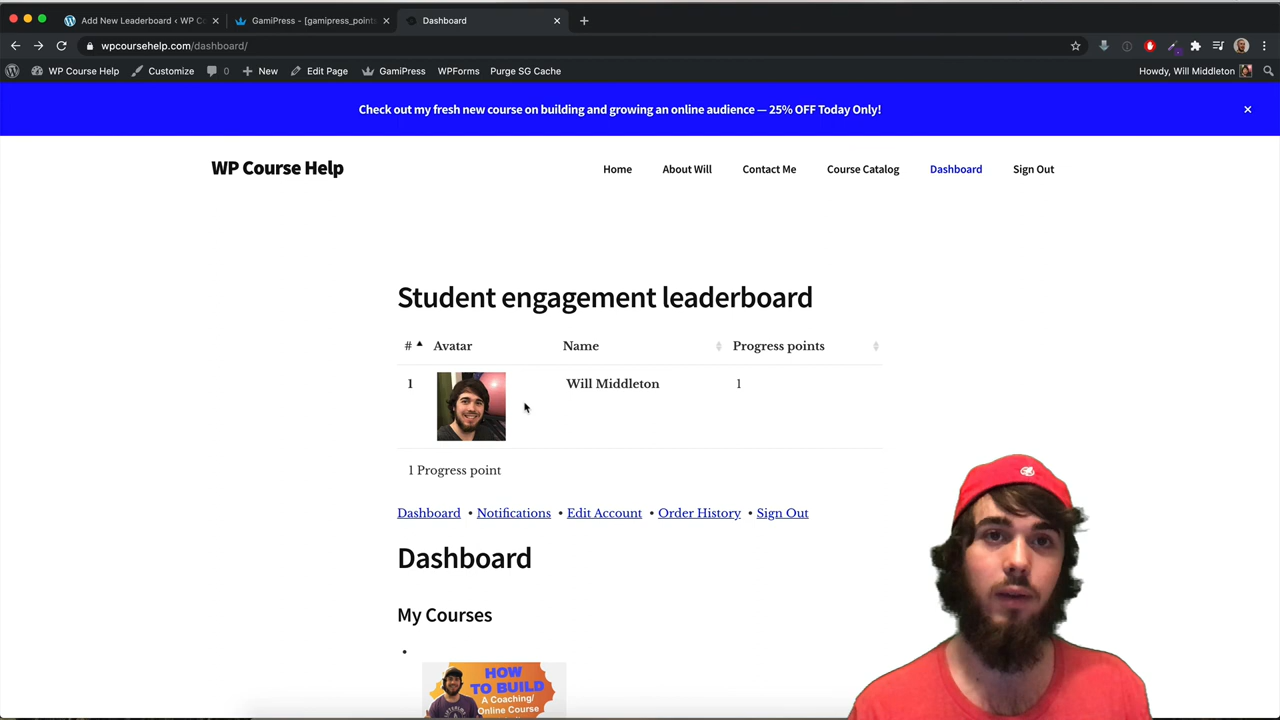 Add New Leaderboard ‹ WP Co
GamiPress - [gamipress_points
Dashboard
wpcoursehelp.com/dashboard/
WP Course Help
Customize
0
New
Edit Page
GamiPress
WPForms
Purge SG Cache
Howdy, Will Middleton
Check out my fresh new course on building and growing an online audience — 25% OFF Today Only!
WP Course Help
Home
About Will
Contact Me
Course Catalog
Dashboard
Sign Out
Student engagement leaderboard
# Avatar Name Progress points
1 Will Middleton 1
1 Progress point
Dashboard • Notifications • Edit Account • Order History • Sign Out
Dashboard
My Courses
HOW
TO BUILD
A Coaching/
Online Course